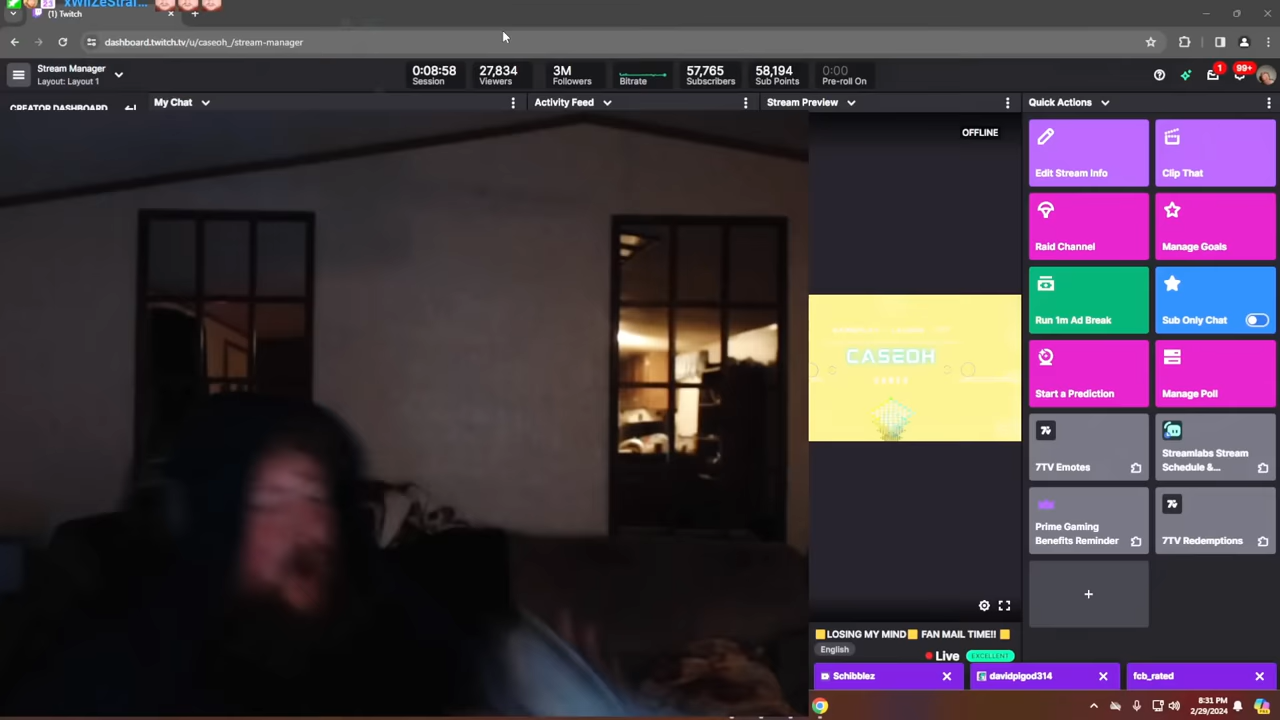 xWiiZeStraf...
(1) Twitch
dashboard.twitch.tv/u/caseoh_/stream-manager
Stream Manager
Layout: Layout 1
0:08:58
Session
27,834
Viewers
3M
Followers
Bitrate
57,765
Subscribers
58,194
Sub Points
0:00
Pre-roll On
1
99+
CREATOR DASHBOARD
My Chat
Activity Feed
Stream Preview
Quick Actions
OFFLINE
CASEOH
Edit Stream Info
Clip That
Raid Channel
Manage Goals
Run 1m Ad Break
Sub Only Chat
Start a Prediction
Manage Poll
7TV Emotes
Streamlabs Stream
Schedule &...
Prime Gaming
Benefits Reminder
7TV Redemptions
+
LOSING MY MIND FAN MAIL TIME!!
English
Live
EXCELLENT
Schibblez
davidpigod314
fcb_rated
8:31 PM
2/29/2024